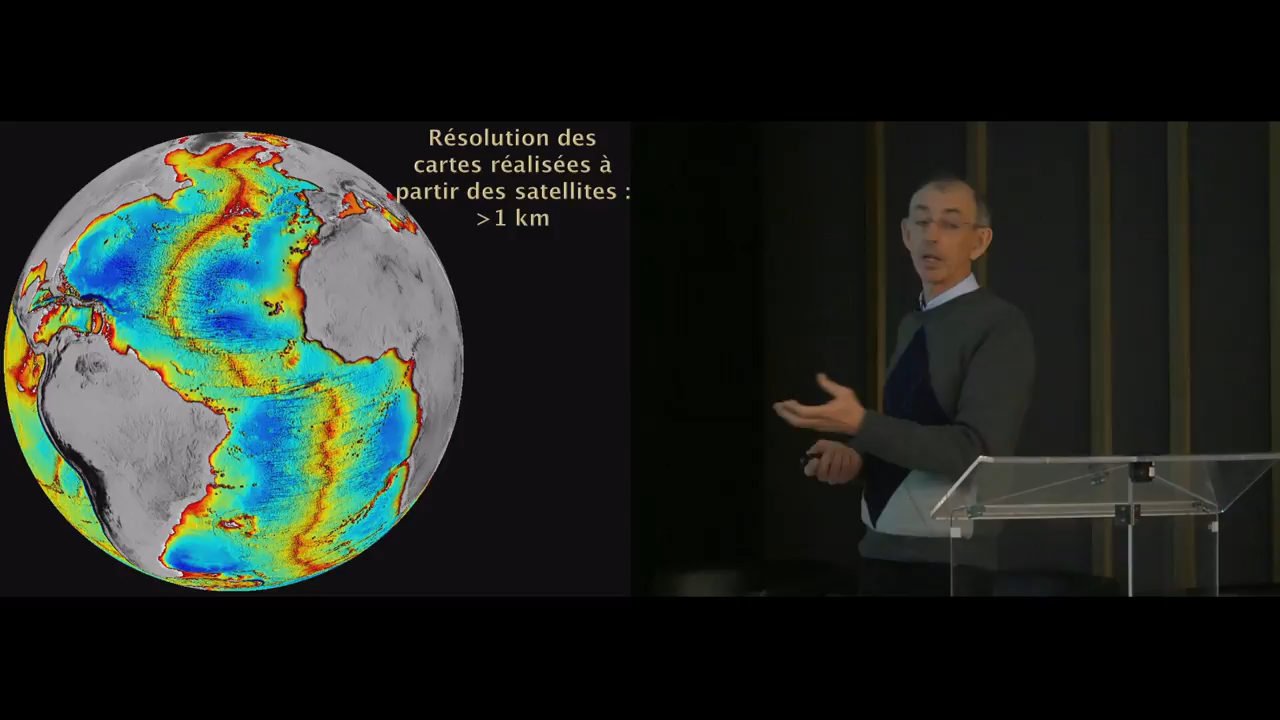 Résolution des
cartes réalisées à
partir des satellites :
>1 km